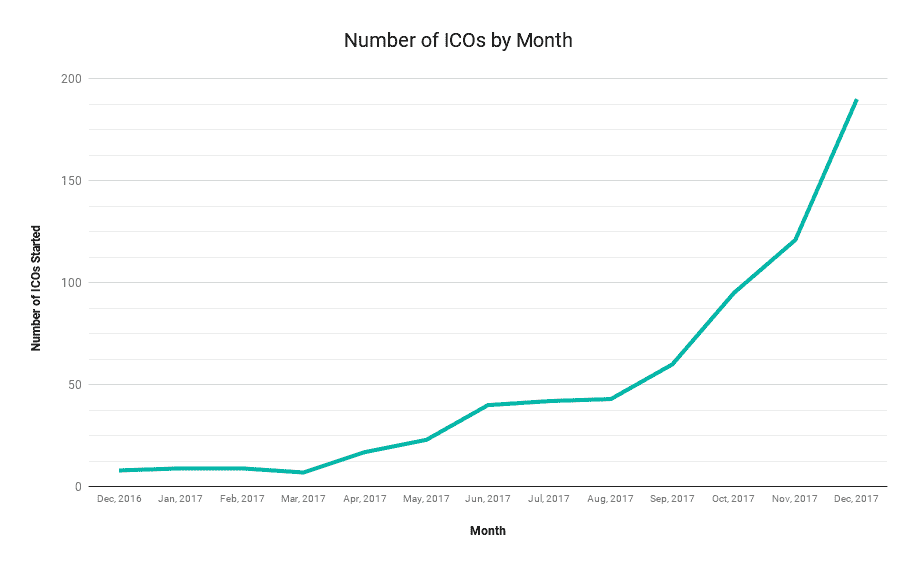 Number of ICOs by Month
200
150
100
50
0
Number of ICOs Started
Dec, 2016 Jan, 2017 Feb, 2017 Mar, 2017 Apr, 2017 May, 2017 Jun, 2017 Jul, 2017 Aug, 2017 Sep, 2017 Oct, 2017 Nov, 2017 Dec, 2017
Month